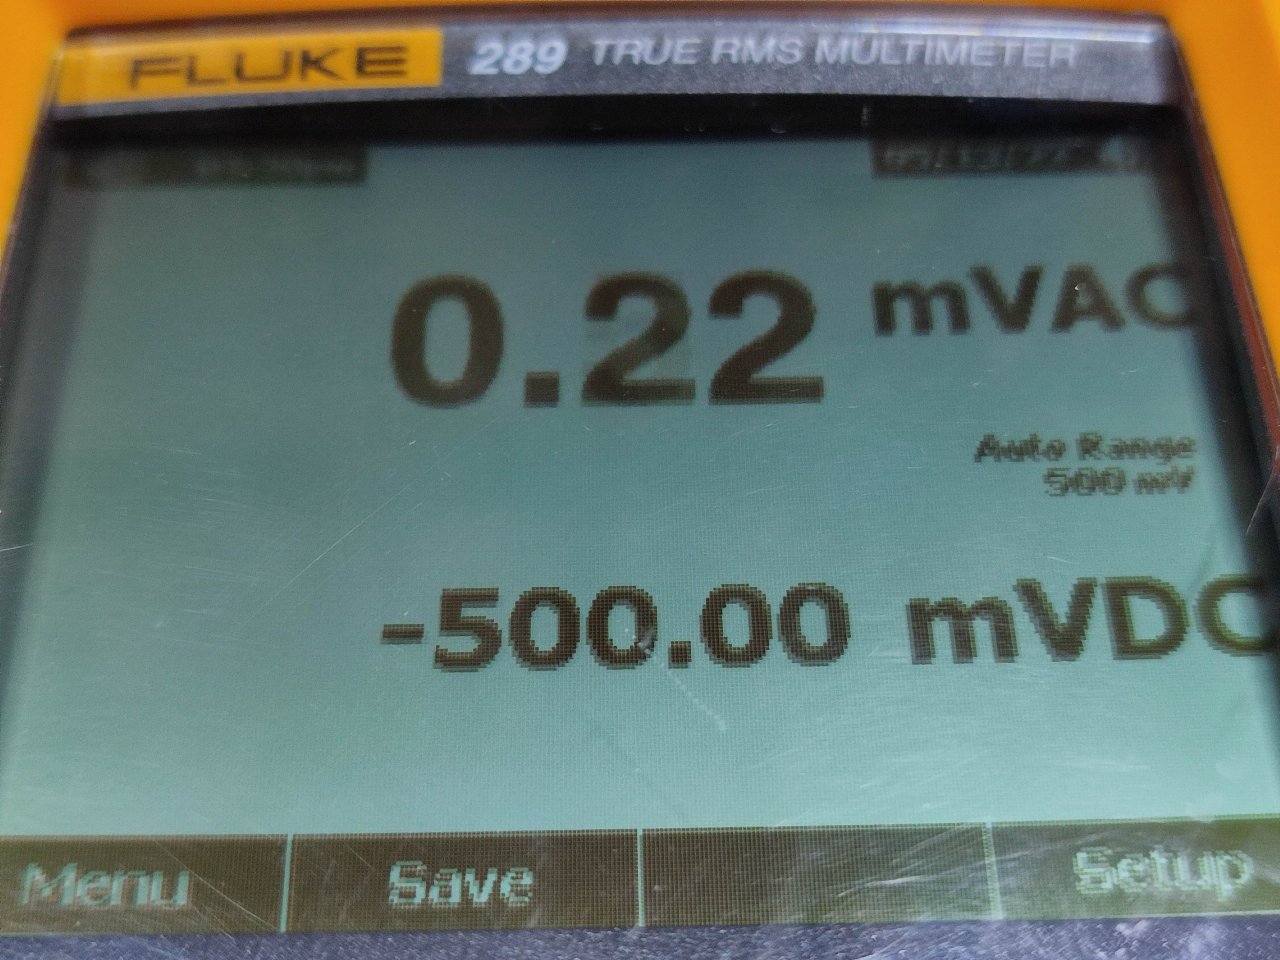 FLUKE 289 TRUE RMS MULTIMETER
0.22 mVAC
Auto Range
500 mV
-500.00 mVDC
Menu Save Setup